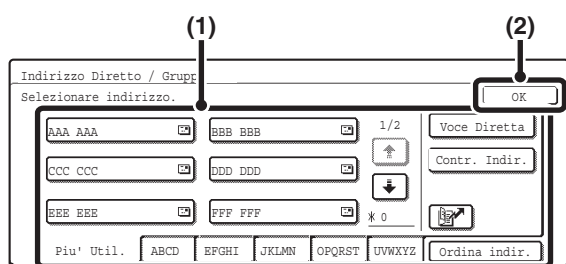 (1) (2)
Indirizzo Diretto / Grupp
Selezionare indirizzo. OK
AAA AAA BBB BBB 1/2 Voce Diretta
CCC CCC DDD DDD Contr. Indir.
EEE EEE FFF FFF 0
Piu' Util. ABCD EFGHI JKLMN OPQRST UVWXYZ Ordina indir.